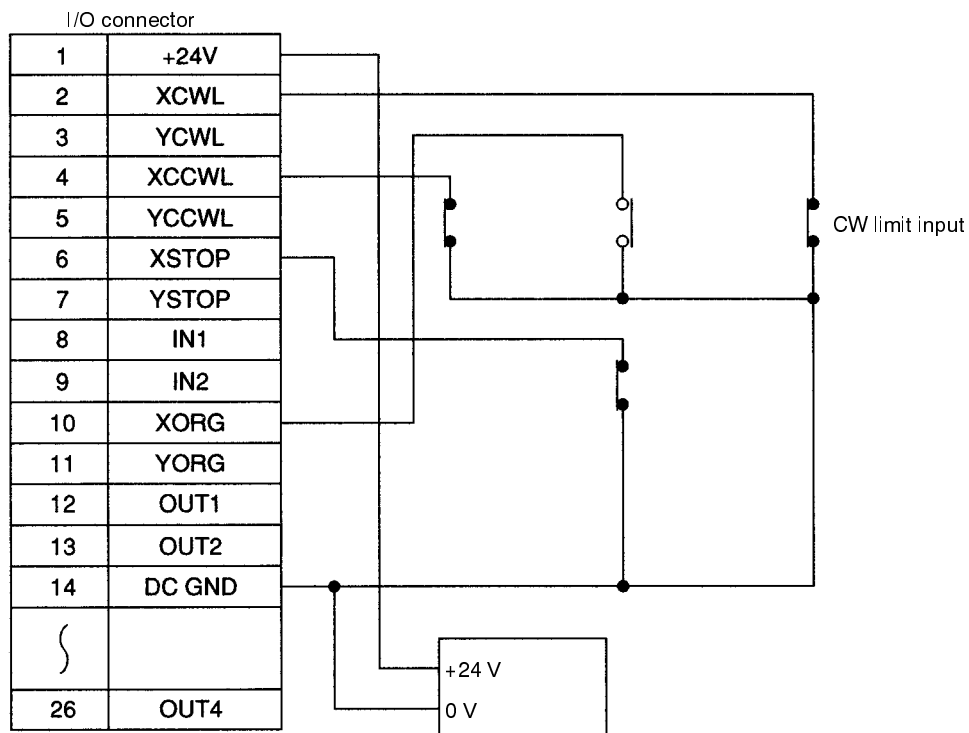 I/O connector
1 +24V
2 XCWL
3 YCWL
4 XCCWL
5 YCCWL
6 XSTOP
7 YSTOP
8 IN1
9 IN2
10 XORG
11 YORG
12 OUT1
13 OUT2
14 DC GND
26 OUT4
CW limit input
+24 V
0 V